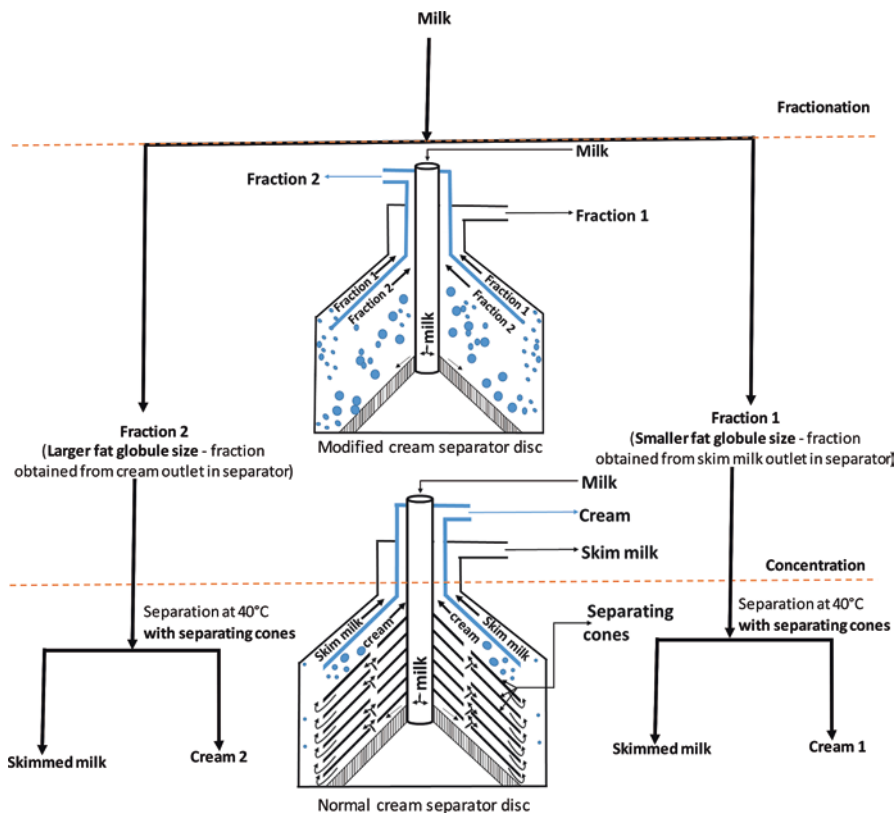 Milk
Fractionation
Milk
Fraction 2
Fraction 1
Fraction 1
Fraction 2
Fraction 1
Fraction 2
milk
Modified cream separator disc
Fraction 2
(Larger fat globule size - fraction
obtained from cream outlet in separator)
Fraction 1
(Smaller fat globule size - fraction
obtained from skim milk outlet in separator)
Milk
Cream
Skim milk
Concentration
Separation at 40°C
with separating cones
Skim milk
cream
Skim milk
cream
milk
Separating
cones
Separation at 40°C
with separating cones
Skimmed milk
Cream 2
Skimmed milk
Cream 1
Normal cream separator disc